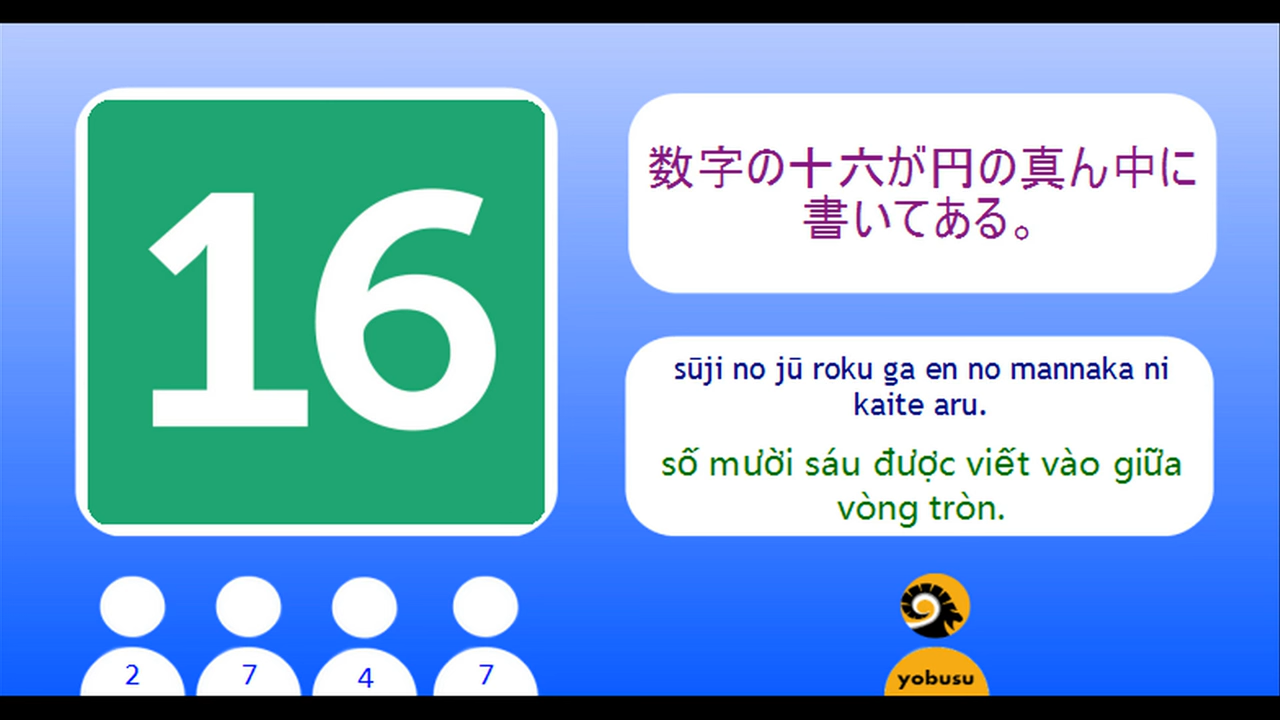 16
数字の十六が円の真ん中に
書いてある。
sūji no jū roku ga en no mannaka ni
kaite aru.
số mười sáu được viết vào giữa
vòng tròn.
2 7 4 7
yobusu